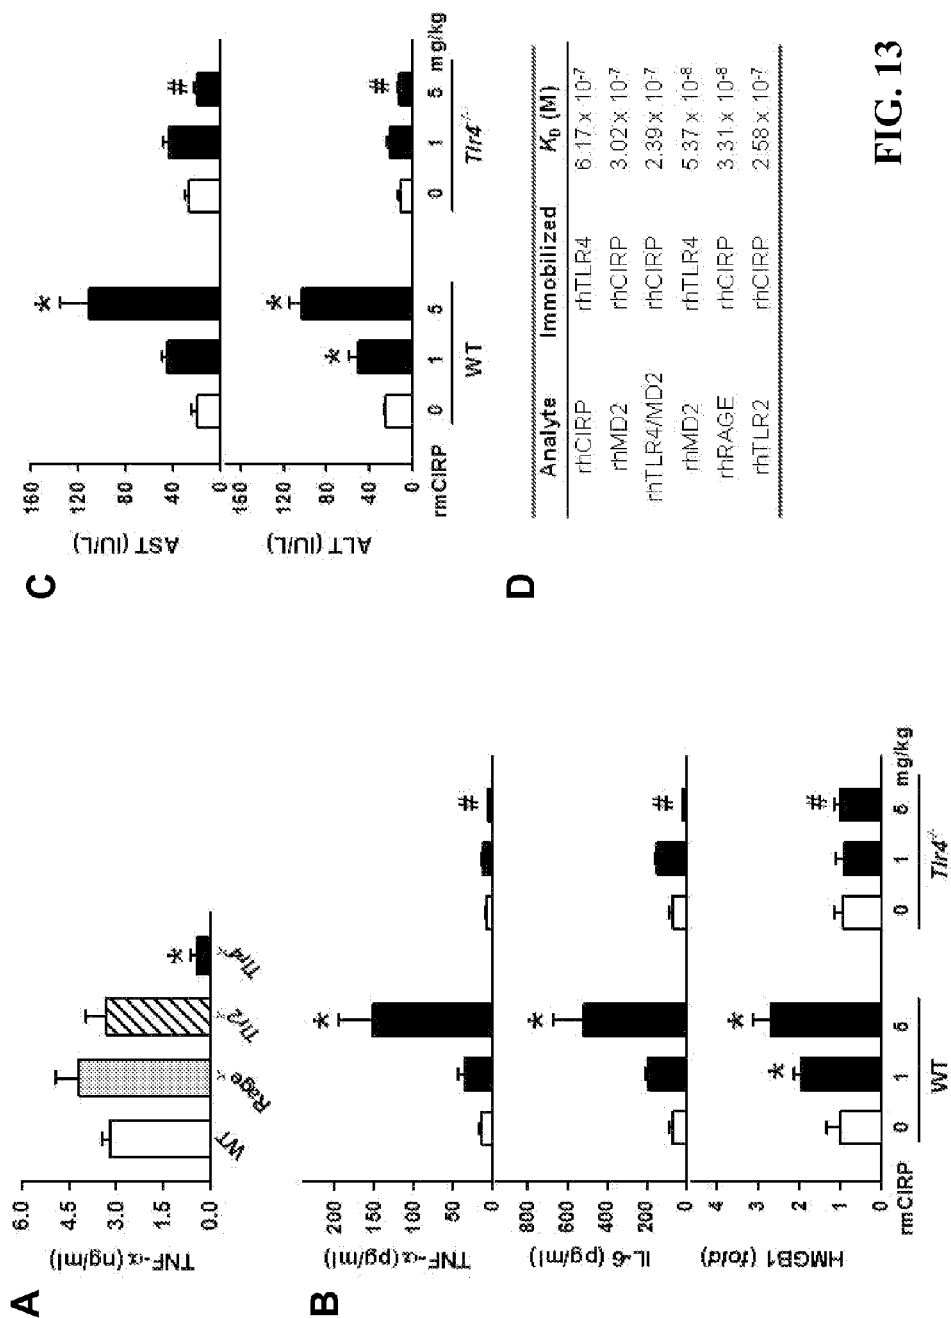 A
TNF-α (ng/ml)
6.0
4.5
3.0
1.5
0.0
WT
Rage-/-
Tlr2-/-
Tlr4-/-
*
B
TNF-α (pg/ml)
200
150
100
50
0
*
#
IL-6 (pg/ml)
800
600
400
200
0
*
#
HMGB1 (fold)
4
3
2
1
0
*
*
#
rmCIRP
0
1
5
0
1
5
mg/kg
WT
Tlr4-/-
C
AST (IU/L)
160
120
80
40
0
*
#
ALT (IU/L)
160
120
80
40
0
*
*
#
rmCIRP
0
1
5
0
1
5
mg/kg
WT
Tlr4-/-
D
Analyte Immobilized KD (M)
rhCIRP rhTLR4 6.17 x 10-7
rhMD2 rhCIRP 3.02 x 10-7
rhTLR4/MD2 rhCIRP 2.39 x 10-7
rhMD2 rhTLR4 5.37 x 10-8
rhRAGE rhCIRP 3.31 x 10-8
rhTLR2 rhCIRP 2.58 x 10-7
FIG. 13